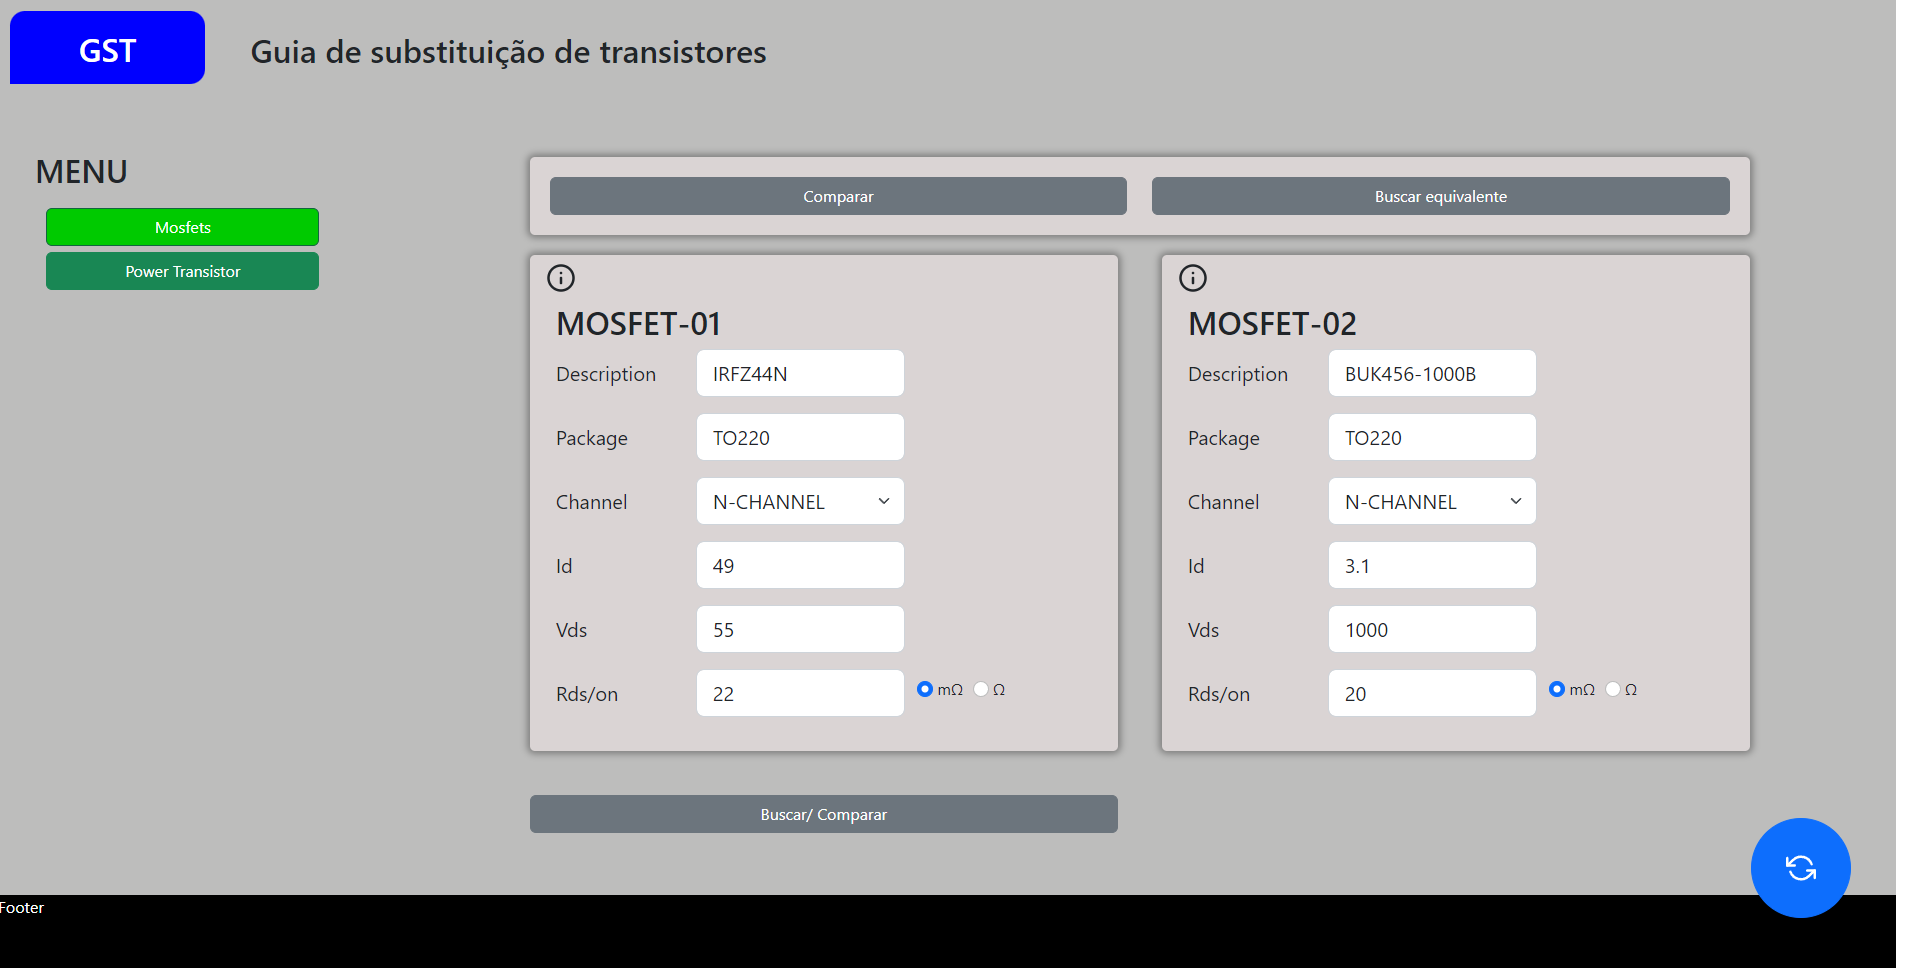 GST
Guia de substituição de transistores
MENU
Mosfets
Power Transistor
Comparar
Buscar equivalente
MOSFET-01
Description IRFZ44N
Package TO220
Channel N-CHANNEL
Id 49
Vds 55
Rds/on 22 mΩ Ω
MOSFET-02
Description BUK456-1000B
Package TO220
Channel N-CHANNEL
Id 3.1
Vds 1000
Rds/on 20 mΩ Ω
Buscar/ Comparar
Footer